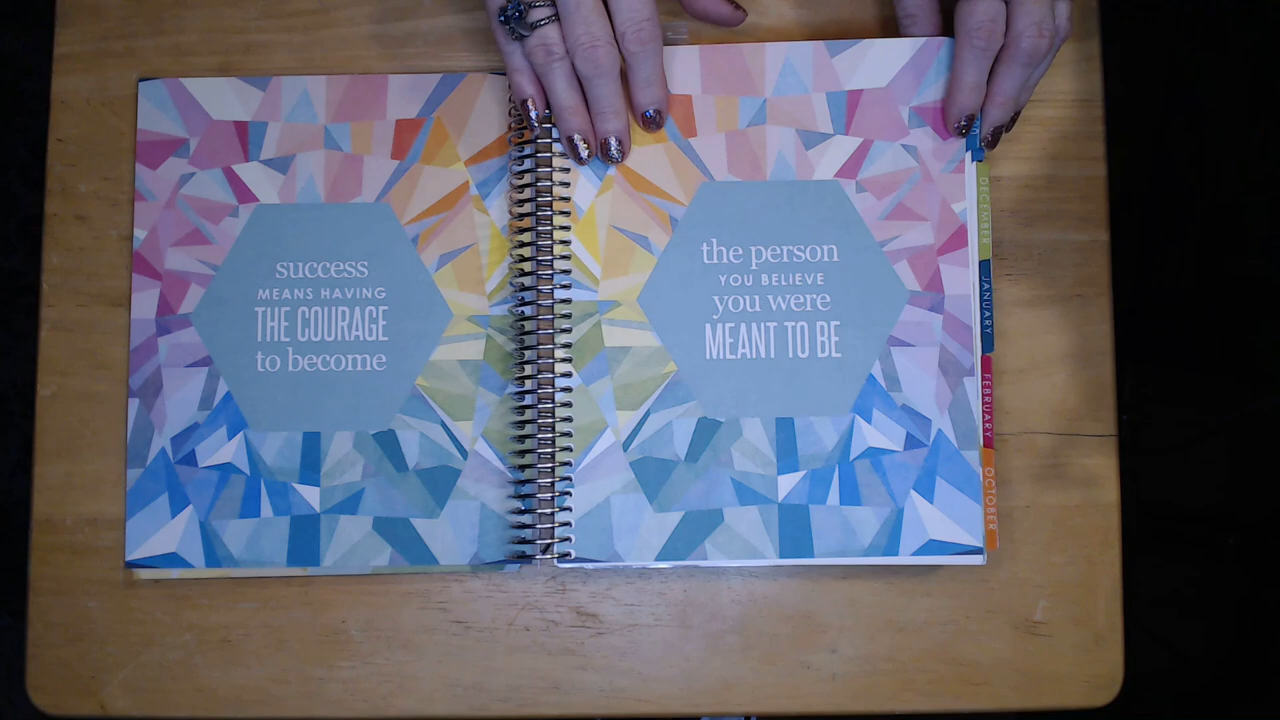 success
MEANS HAVING
THE COURAGE
to become
the person
YOU BELIEVE
you were
MEANT TO BE
DECEMBER
JANUARY
FEBRUARY
OCTOBER